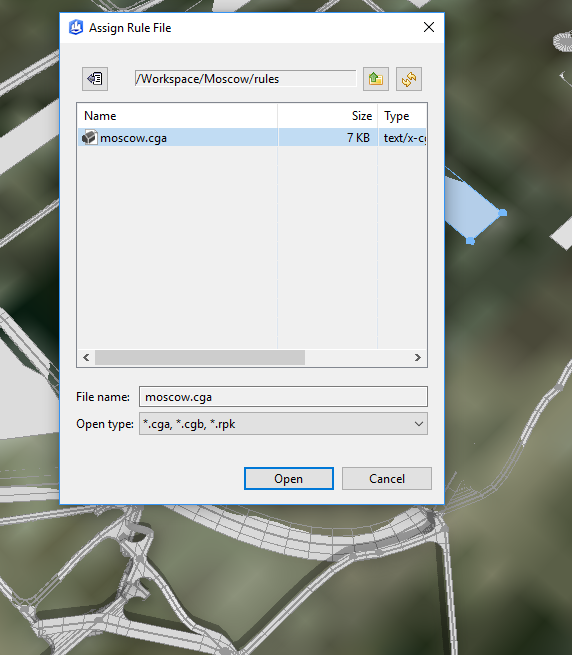 Assign Rule File
/Workspace/Moscow/rules
Name Size Type
moscow.cga 7 KB text/x-c
File name: moscow.cga
Open type: *.cga, *.cgb, *.rpk
Open Cancel